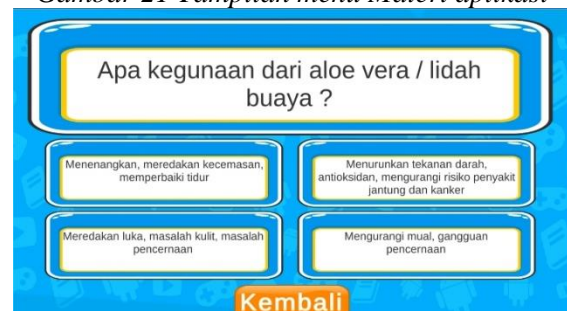 Gambar 21 Tampilan menu Materi aplikasi
Apa kegunaan dari aloe vera / lidah
buaya ?
Menenangkan, meredakan kecemasan,
memperbaiki tidur
Menurunkan tekanan darah,
antioksidan, mengurangi risiko penyakit
jantung dan kanker
Meredakan luka, masalah kulit, masalah
pencernaan
Mengurangi mual, gangguan
pencernaan
Kembali